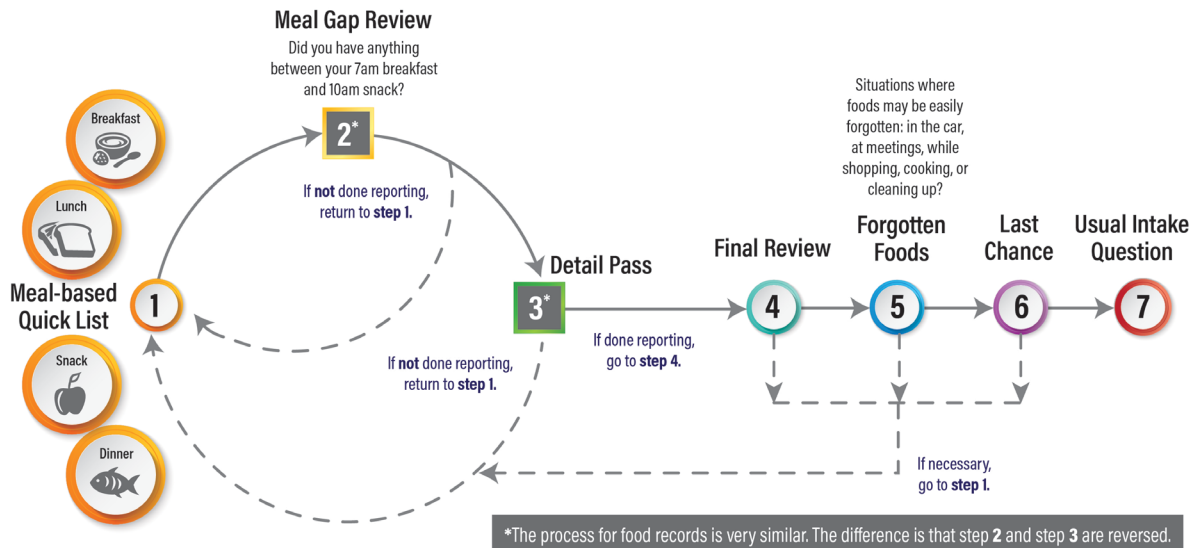 Meal Gap Review
Did you have anything
between your 7am breakfast
and 10am snack?
2*
If not done reporting,
return to step 1.
Breakfast
Lunch
Meal-based
Quick List
1
Snack
Dinner
Detail Pass
3*
If not done reporting,
return to step 1.
If done reporting,
go to step 4.
Final Review
4
Situations where
foods may be easily
forgotten: in the car,
at meetings, while
shopping, cooking, or
cleaning up?
Forgotten
Foods
5
Last
Chance
6
Usual Intake
Question
7
If necessary,
go to step 1.
*The process for food records is very similar. The difference is that step 2 and step 3 are reversed.